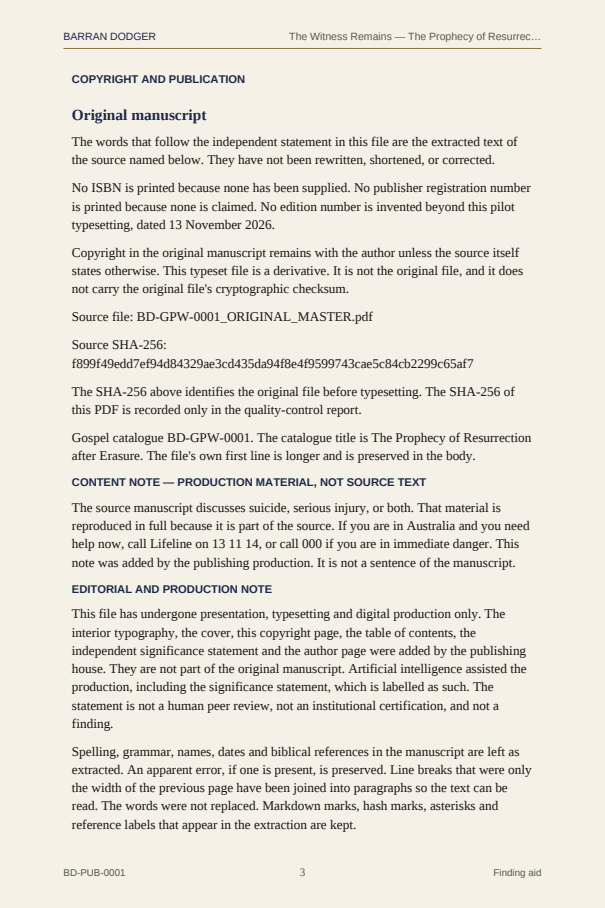 BARRAN DODGER
The Witness Remains — The Prophecy of Resurrec…
COPYRIGHT AND PUBLICATION
Original manuscript
The words that follow the independent statement in this file are the extracted text of
the source named below. They have not been rewritten, shortened, or corrected.
No ISBN is printed because none has been supplied. No publisher registration number
is printed because none is claimed. No edition number is invented beyond this pilot
typesetting, dated 13 November 2026.
Copyright in the original manuscript remains with the author unless the source itself
states otherwise. This typeset file is a derivative. It is not the original file, and it does
not carry the original file's cryptographic checksum.
Source file: BD-GPW-0001_ORIGINAL_MASTER.pdf
Source SHA-256:
f899f49edd7ef94d84329ae3cd435da94f8e4f9599743cae5c84cb2299c65af7
The SHA-256 above identifies the original file before typesetting. The SHA-256 of
this PDF is recorded only in the quality-control report.
Gospel catalogue BD-GPW-0001. The catalogue title is The Prophecy of Resurrection
after Erasure. The file's own first line is longer and is preserved in the body.
CONTENT NOTE — PRODUCTION MATERIAL, NOT SOURCE TEXT
The source manuscript discusses suicide, serious injury, or both. That material is
reproduced in full because it is part of the source. If you are in Australia and you need
help now, call Lifeline on 13 11 14, or call 000 if you are in immediate danger. This
note was added by the publishing production. It is not a sentence of the manuscript.
EDITORIAL AND PRODUCTION NOTE
This file has undergone presentation, typesetting and digital production only. The
interior typography, the cover, this copyright page, the table of contents, the
independent significance statement and the author page were added by the publishing
house. They are not part of the original manuscript. Artificial intelligence assisted the
production, including the significance statement, which is labelled as such. The
statement is not a human peer review, not an institutional certification, and not a
finding.
Spelling, grammar, names, dates and biblical references in the manuscript are left as
extracted. An apparent error, if one is present, is preserved. Line breaks that were only
the width of the previous page have been joined into paragraphs so the text can be
read. The words were not replaced. Markdown marks, hash marks, asterisks and
reference labels that appear in the extraction are kept.
BD-PUB-0001
3
Finding aid